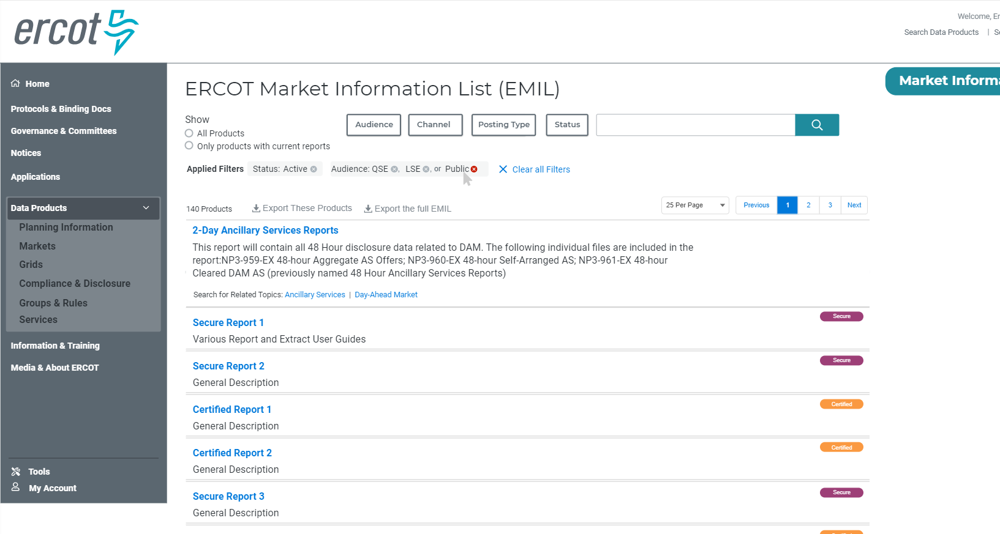 ercot
Welcome, Er
Search Data Products | Se
Home
Protocols & Binding Docs
Governance & Committees
Notices
Applications
Data Products
Planning Information
Markets
Grids
Compliance & Disclosure
Groups & Rules
Services
Information & Training
Media & About ERCOT
Tools
My Account
ERCOT Market Information List (EMIL)
Market Informa
Show
All Products
Only products with current reports
Audience Channel Posting Type Status
Applied Filters Status: Active Audience: QSE, LSE, or Public Clear all Filters
140 Products Export These Products Export the full EMIL 25 Per Page Previous 1 2 3 Next
2-Day Ancillary Services Reports
This report will contain all 48 Hour disclosure data related to DAM. The following individual files are included in the
report:NP3-959-EX 48-hour Aggregate AS Offers; NP3-960-EX 48-hour Self-Arranged AS; NP3-961-EX 48-hour
Cleared DAM AS (previously named 48 Hour Ancillary Services Reports)
Search for Related Topics: Ancillary Services | Day-Ahead Market
Secure Report 1 Secure
Various Report and Extract User Guides
Secure Report 2 Secure
General Description
Certified Report 1 Certified
General Description
Certified Report 2 Certified
General Description
Secure Report 3 Secure
General Description